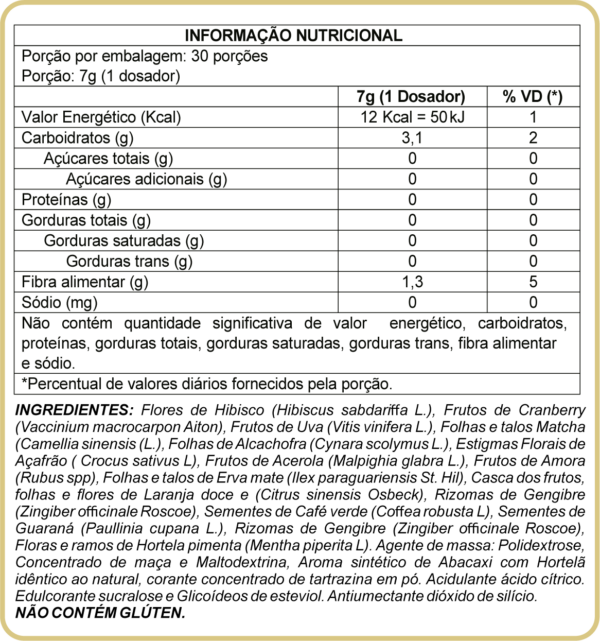 INFORMAÇÃO NUTRICIONAL
Porção por embalagem: 30 porções
Porção: 7g (1 dosador)
7g (1 Dosador) % VD (*)
Valor Energético (Kcal) 12 Kcal = 50kJ 1
Carboidratos (g) 3,1 2
Açúcares totais (g) 0 0
Açúcares adicionais (g) 0 0
Proteínas (g) 0 0
Gorduras totais (g) 0 0
Gorduras saturadas (g) 0 0
Gorduras trans (g) 0 0
Fibra alimentar (g) 1,3 5
Sódio (mg) 0 0
Não contém quantidade significativa de valor energético, carboidratos,
proteínas, gorduras totais, gorduras saturadas, gorduras trans, fibra alimentar
e sódio.
*Percentual de valores diários fornecidos pela porção.
INGREDIENTES: Flores de Hibisco (Hibiscus sabdariffa L.), Frutos de Cranberry
(Vaccinium macrocarpon Aiton), Frutos de Uva (Vitis vinifera L.), Folhas e talos Matcha
(Camellia sinensis (L.), Folhas de Alcachofra (Cynara scolymus L.), Estigmas Florais de
Açafrão ( Crocus sativus L), Frutos de Acerola (Malpighia glabra L.), Frutos de Amora
(Rubus spp), Folhas e talos de Erva mate (Ilex paraguariensis St. Hil), Casca dos frutos,
folhas e flores de Laranja doce e (Citrus sinensis Osbeck), Rizomas de Gengibre
(Zingiber officinale Roscoe), Sementes de Café verde (Coffea robusta L), Sementes de
Guaraná (Paullinia cupana L.), Rizomas de Gengibre (Zingiber officinale Roscoe),
Floras e ramos de Hortela pimenta (Mentha piperita L). Agente de massa: Polidextrose,
Concentrado de maça e Maltodextrina, Aroma sintético de Abacaxi com Hortelã
idêntico ao natural, corante concentrado de tartrazina em pó. Acidulante ácido cítrico.
Edulcorante sucralose e Glicoídeos de esteviol. Antiumectante dióxido de silício.
NÃO CONTÉM GLÚTEN.